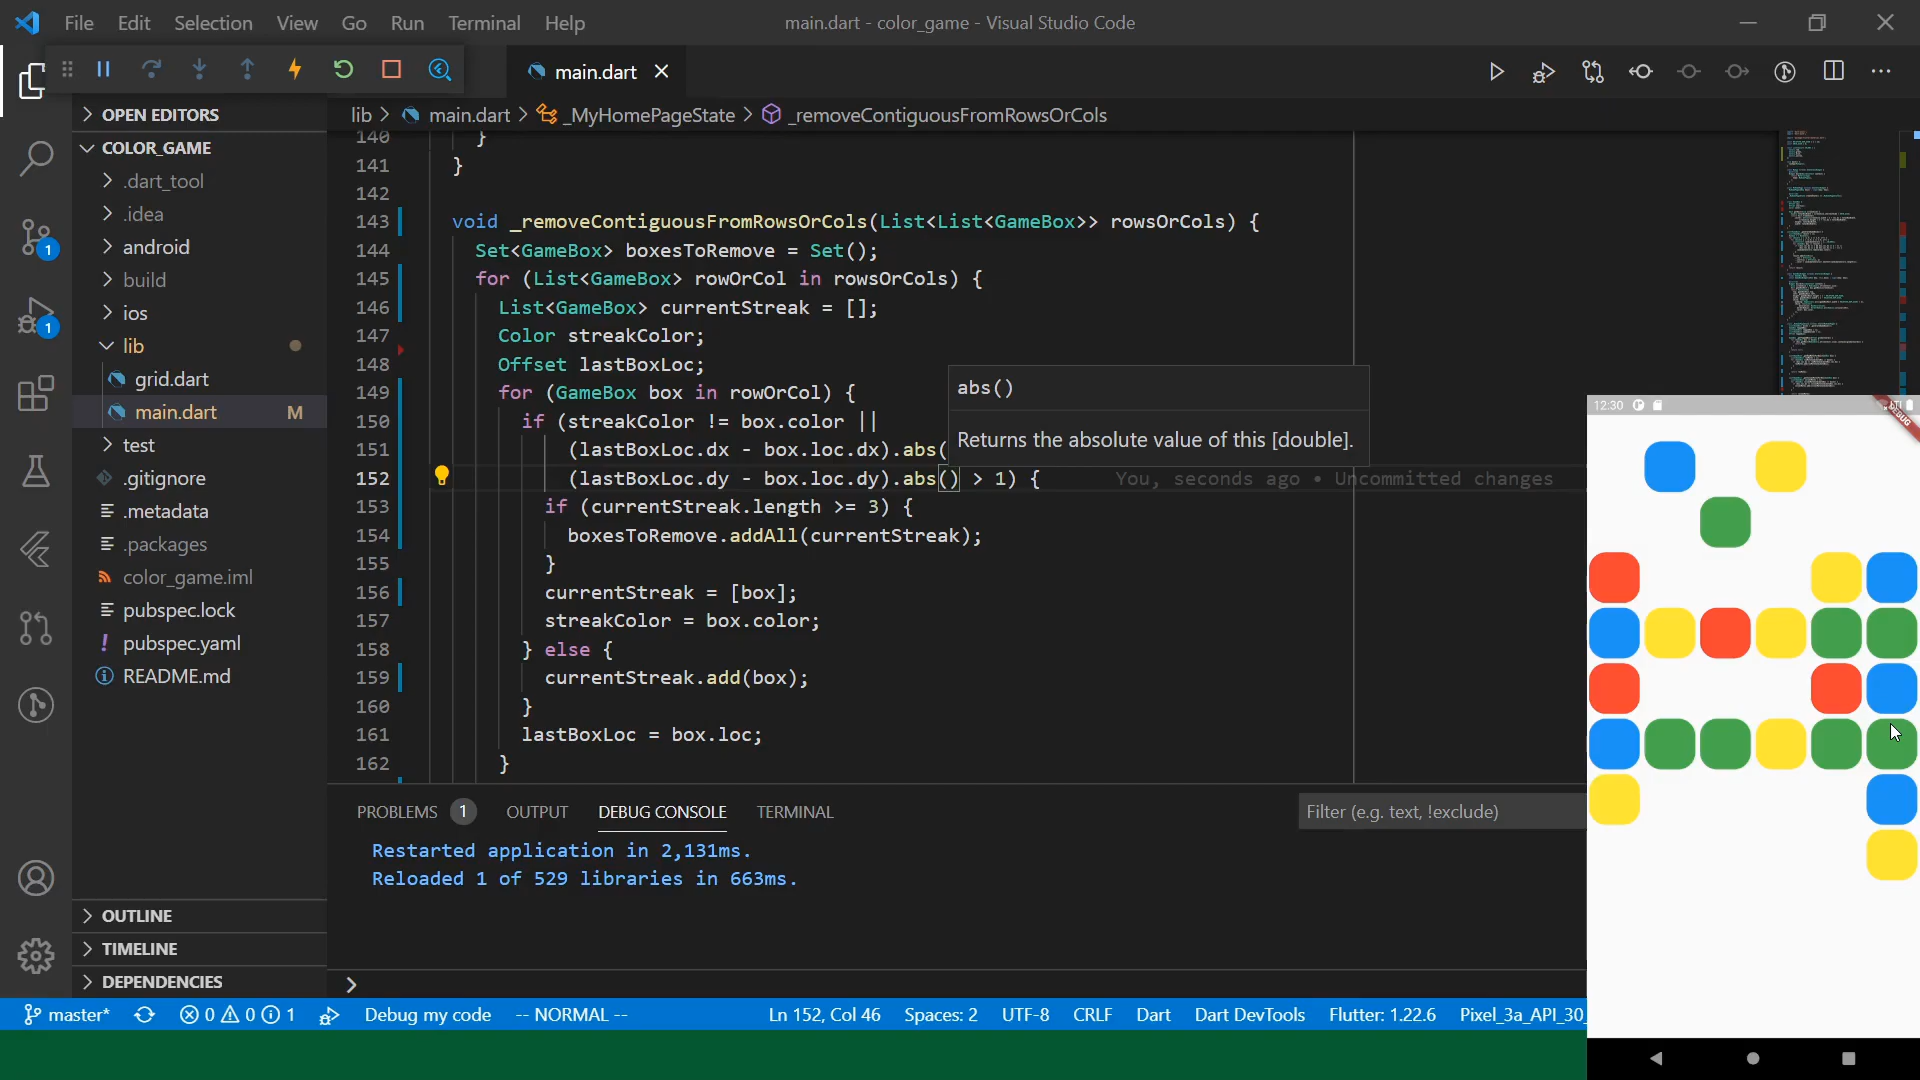 File Edit Selection View Go Run Terminal Help
main.dart - color_game - Visual Studio Code
main.dart
OPEN EDITORS
COLOR_GAME
.dart_tool
.idea
android
build
ios
lib
grid.dart
main.dart M
test
.gitignore
.metadata
.packages
color_game.iml
pubspec.lock
pubspec.yaml
README.md
OUTLINE
TIMELINE
DEPENDENCIES
1
1
lib > main.dart > _MyHomePageState > _removeContiguousFromRowsOrCols
140 }
141 }
142
143 void _removeContiguousFromRowsOrCols(List<List<GameBox>> rowsOrCols) {
144 Set<GameBox> boxesToRemove = Set();
145 for (List<GameBox> rowOrCol in rowsOrCols) {
146 List<GameBox> currentStreak = [];
147 Color streakColor;
148 Offset lastBoxLoc;
149 for (GameBox box in rowOrCol) {
150 if (streakColor != box.color ||
151 (lastBoxLoc.dx - box.loc.dx).abs(
152 (lastBoxLoc.dy - box.loc.dy).abs() > 1) { You, seconds ago • Uncommitted changes
153 if (currentStreak.length >= 3) {
154 boxesToRemove.addAll(currentStreak);
155 }
156 currentStreak = [box];
157 streakColor = box.color;
158 } else {
159 currentStreak.add(box);
160 }
161 lastBoxLoc = box.loc;
162 }
abs()
Returns the absolute value of this [double].
PROBLEMS 1 OUTPUT DEBUG CONSOLE TERMINAL
Filter (e.g. text, !exclude)
Restarted application in 2,131ms.
Reloaded 1 of 529 libraries in 663ms.
>
master* 0 0 1 Debug my code -- NORMAL -- Ln 152, Col 46 Spaces: 2 UTF-8 CRLF Dart Dart DevTools Flutter: 1.22.6 Pixel_3a_API_30_
12:30
DEBUG